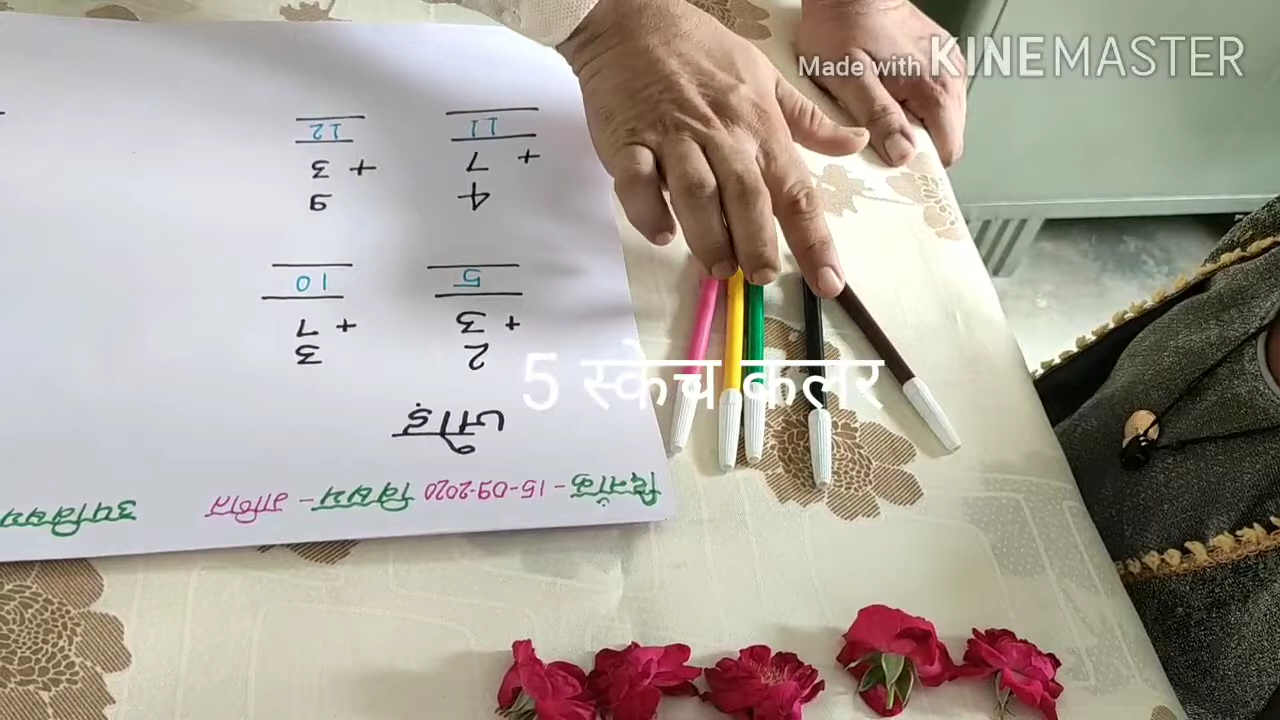 Made with KINEMASTER
5 स्केच कलर
दिनाँक - 15-09-2020 विषय - गणित उपविषय
जोड़
2 3
+ 3 + 7
5 10
4 9
+ 7 + 3
11 12